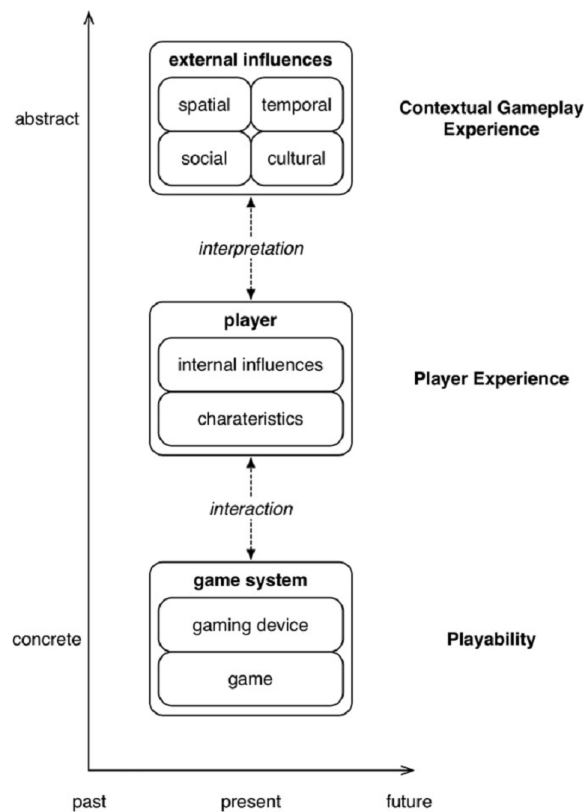 external influences
spatial temporal
abstract
Contextual Gameplay
Experience
social cultural
interpretation
player
internal influences
Player Experience
charateristics
interaction
game system
gaming device
concrete
Playability
game
past present future